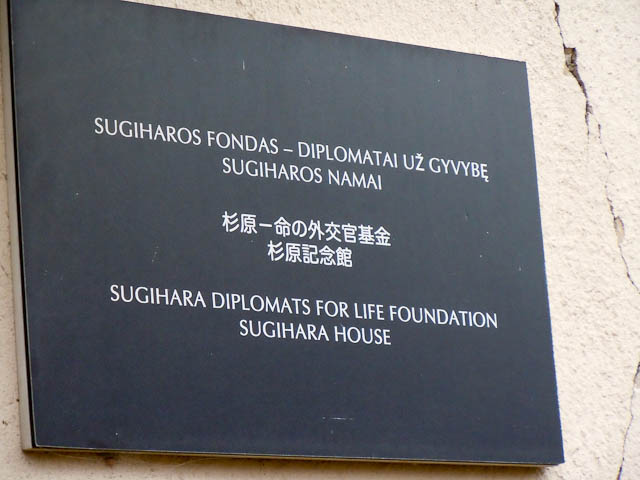 SUGIHAROS FONDAS – DIPLOMATAI UŽ GYVYBĘ
SUGIHAROS NAMAI
杉原－命の外交官基金
杉原記念館
SUGIHARA DIPLOMATS FOR LIFE FOUNDATION
SUGIHARA HOUSE